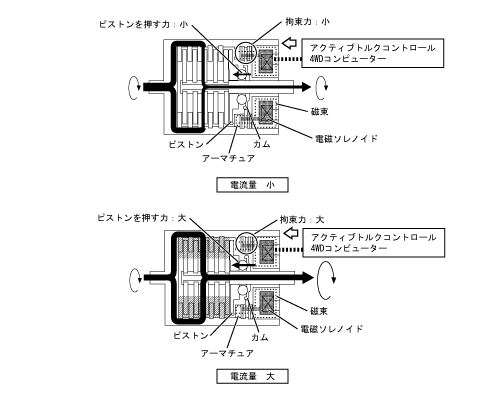 ピストンを押す力：小
拘束力：小
アクティブトルクコントロール
4WDコンピューター
磁束
電磁ソレノイド
ピストン
カム
アーマチュア
電流量　小
ピストンを押す力：大
拘束力：大
アクティブトルクコントロール
4WDコンピューター
磁束
電磁ソレノイド
ピストン
カム
アーマチュア
電流量　大